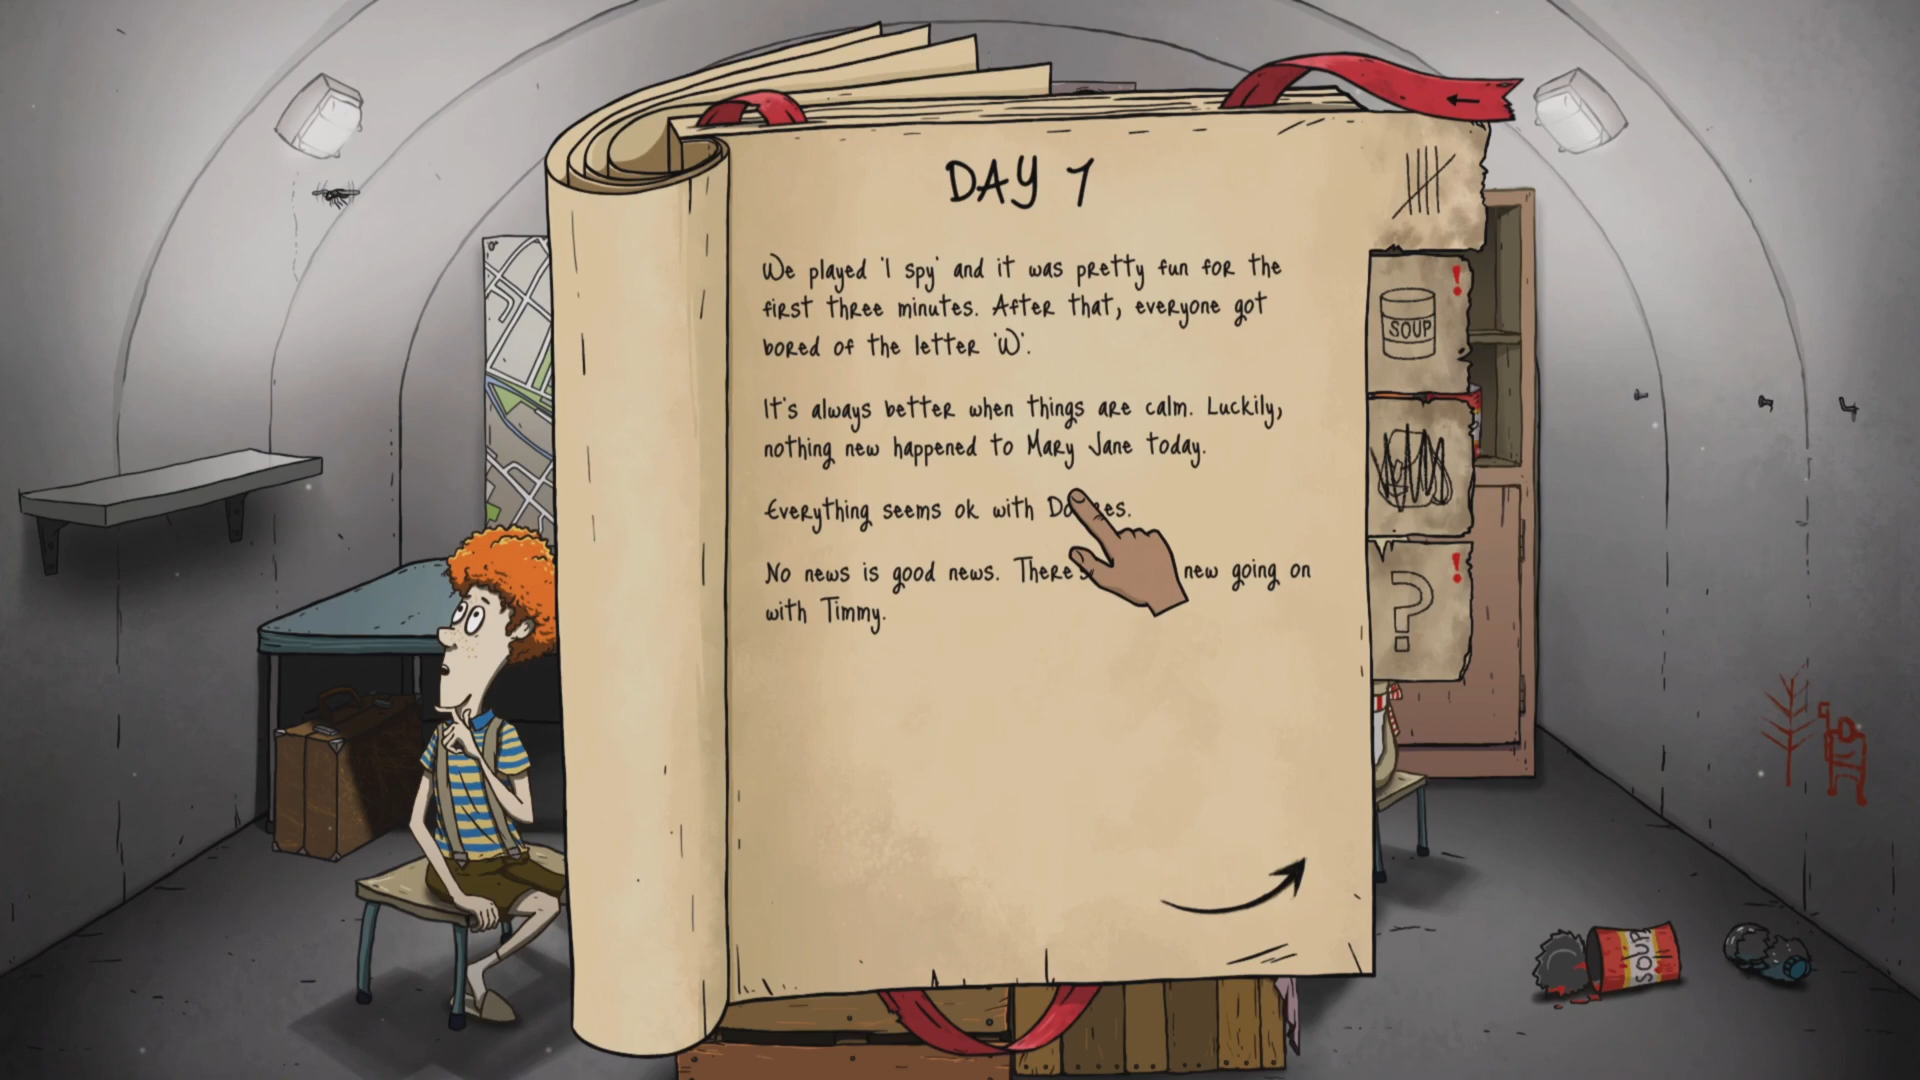 DAY 7
We played 'I spy' and it was pretty fun for the
first three minutes. After that, everyone got
bored of the letter 'W'.
It's always better when things are calm. Luckily,
nothing new happened to Mary Jane today.
Everything seems ok with
No news is good news. There's new going on
with Timmy.
SOUP
SOUP